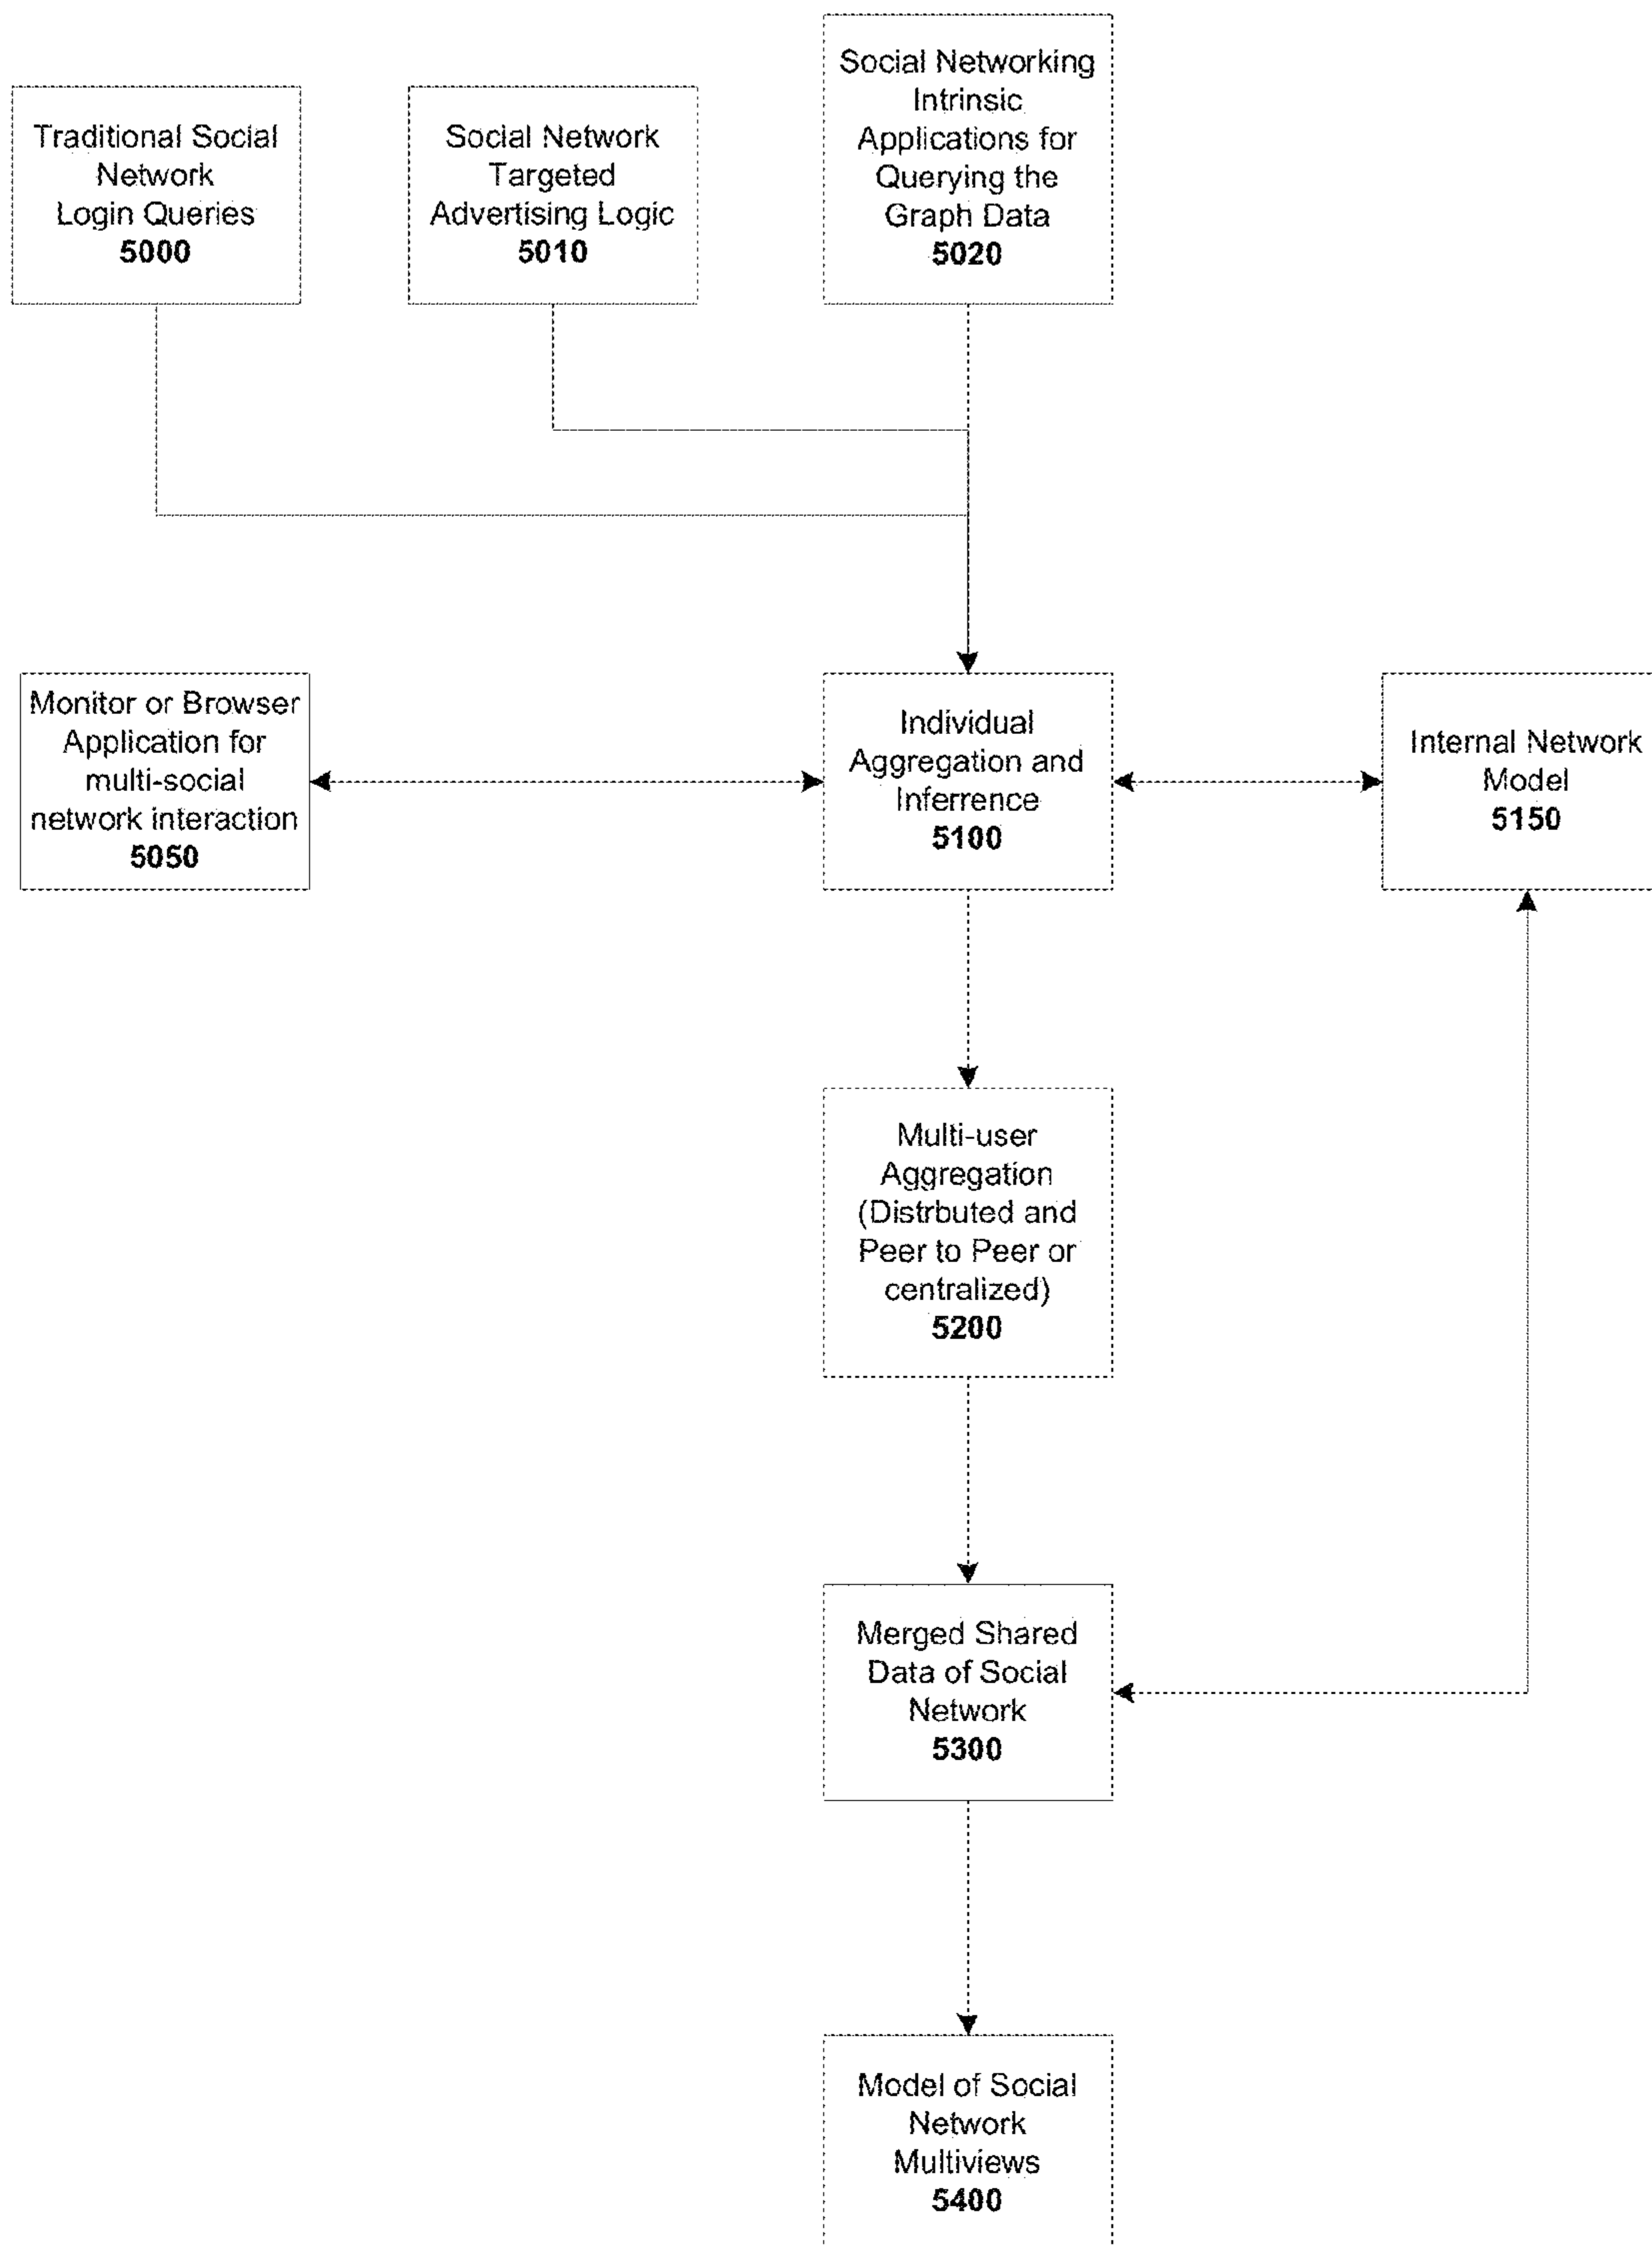 Traditional Social
Network
Login Queries
5000
Social Network
Targeted
Advertising Logic
5010
Social Networking
Intrinsic
Applications for
Querying the
Graph Data
5020
Monitor or Browser
Application for
multi-social
network interaction
5050
Individual
Aggregation and
Inferrence
5100
Internal Network
Model
5150
Multi-user
Aggregation
(Distrbuted and
Peer to Peer or
centralized)
5200
Merged Shared
Data of Social
Network
5300
Model of Social
Network
Multiviews
5400